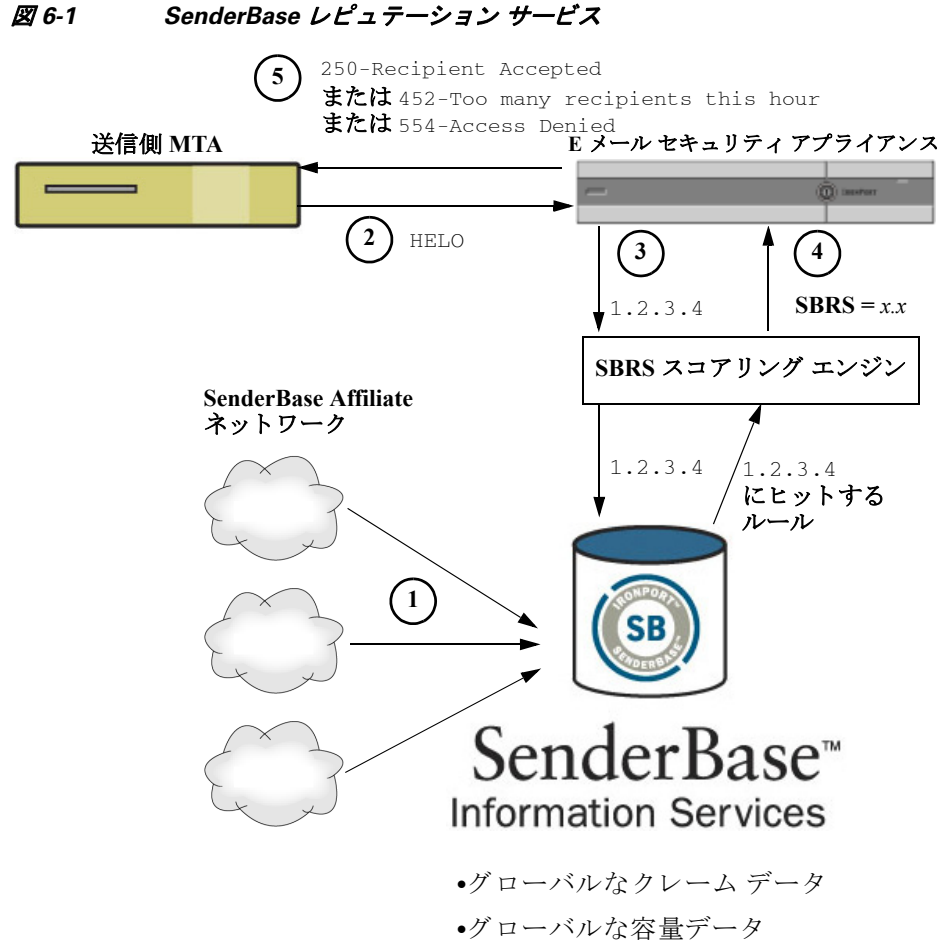 図 6-1 SenderBase レピュテーション サービス
5
250-Recipient Accepted
または 452-Too many recipients this hour
または 554-Access Denied
送信側 MTA
E メール セキュリティ アプライアンス
IRONPORT
2
HELO
3
4
1.2.3.4
SBRS = x.x
SBRS スコアリング エンジン
SenderBase Affiliate
ネットワーク
1.2.3.4
1.2.3.4
にヒットする
ルール
1
IRONPORT™
SB
SENDERBASE™
SenderBase™
Information Services
•グローバルなクレーム データ
•グローバルな容量データ